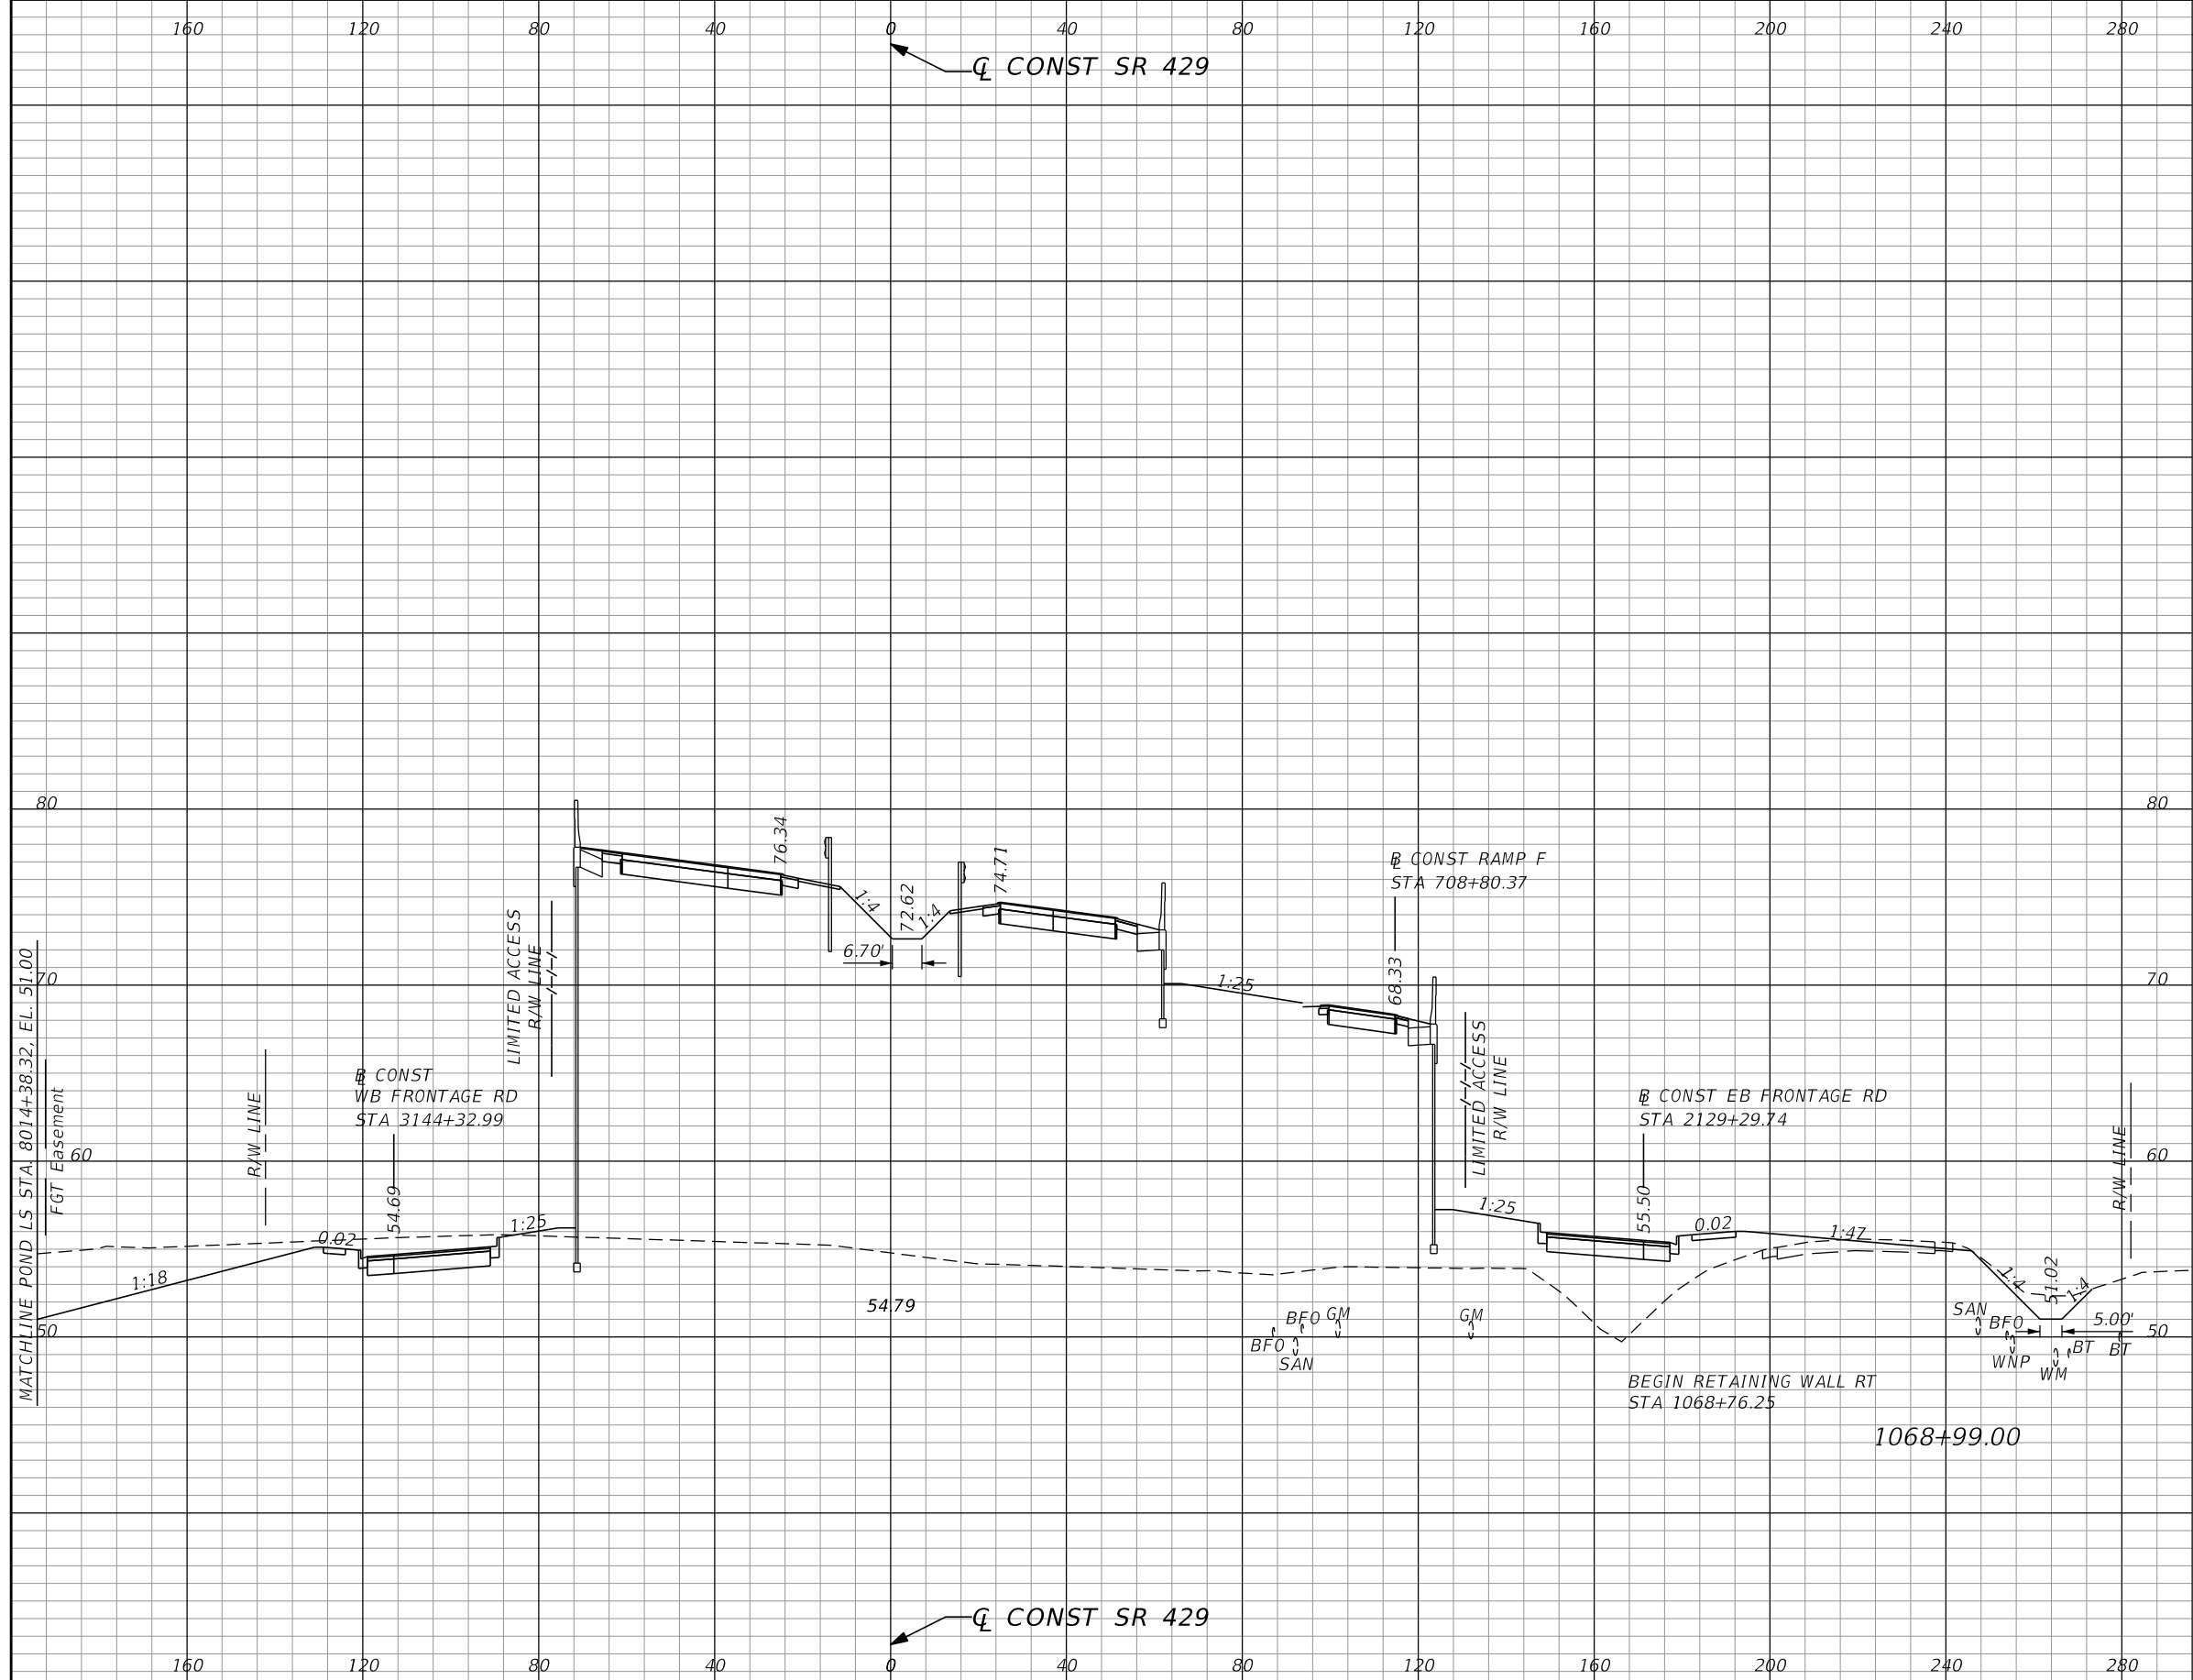 160 120 80 40 0 40 80 120 160 200 240 280
℄ CONST SR 429
80 80
76.34
74.71
1:4
72.62
1:4
6.70'
℄ CONST RAMP F
STA 708+80.37
LIMITED ACCESS
R/W LINE
70 70
1:25
68.33
MATCHLINE POND LS STA. 8014+38.32, EL. 51.00
FGT Easement
R/W LINE
B CONST
WB FRONTAGE RD
STA 3144+32.99
LIMITED ACCESS
R/W LINE
B CONST EB FRONTAGE RD
STA 2129+29.74
R/W LINE
60 60
54.69
0.02
1:25
1:18
1:25
55.50
0.02
1:47
1:4
51.02
1:4
54.79
BFO
GM
GM
SAN
BFO
5.00'
50 50
BFO
SAN
WNP
WM
BT
BT
BEGIN RETAINING WALL RT
STA 1068+76.25
1068+99.00
℄ CONST SR 429
160 120 80 40 0 40 80 120 160 200 240 280